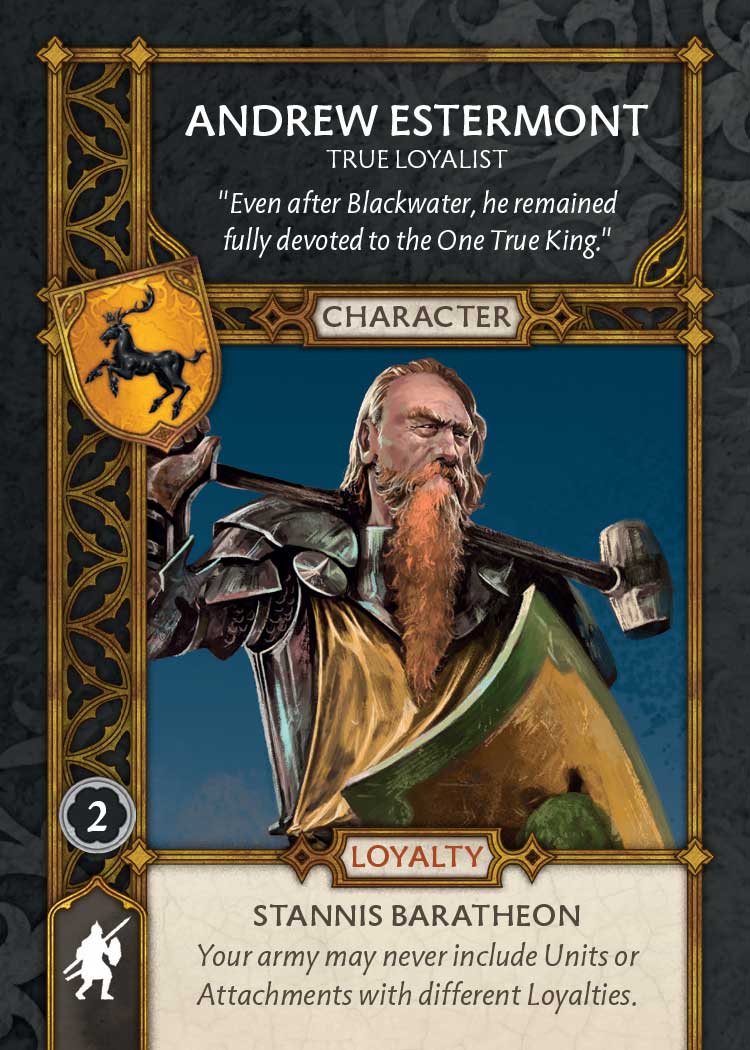 ANDREW ESTERMONT
TRUE LOYALIST
"Even after Blackwater, he remained
fully devoted to the One True King."
CHARACTER
2
LOYALTY
STANNIS BARATHEON
Your army may never include Units or
Attachments with different Loyalties.